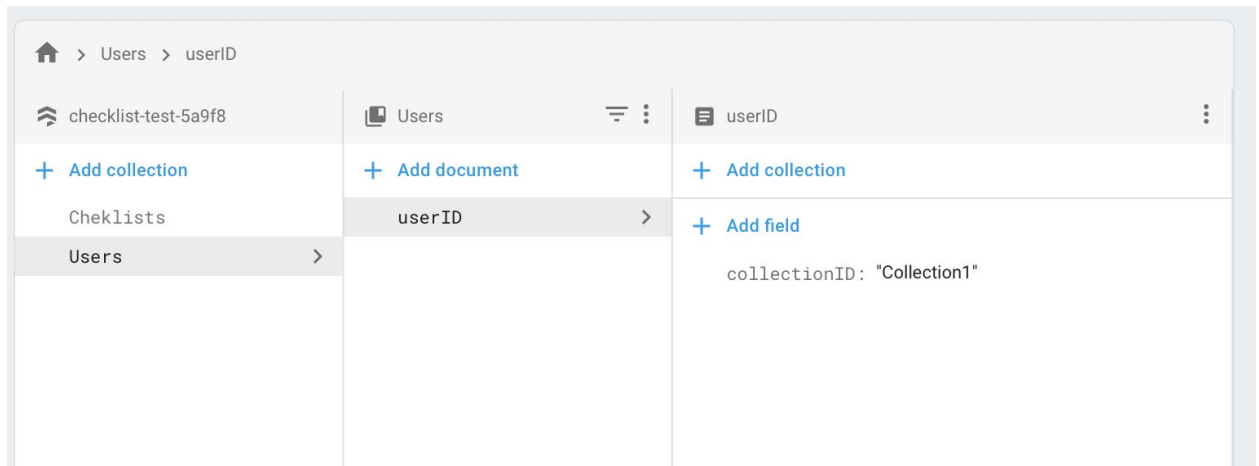 Users > userID
checklist-test-5a9f8
Users
userID
+ Add collection
+ Add document
+ Add collection
Cheklists
userID
+ Add field
Users
collectionID: "Collection1"